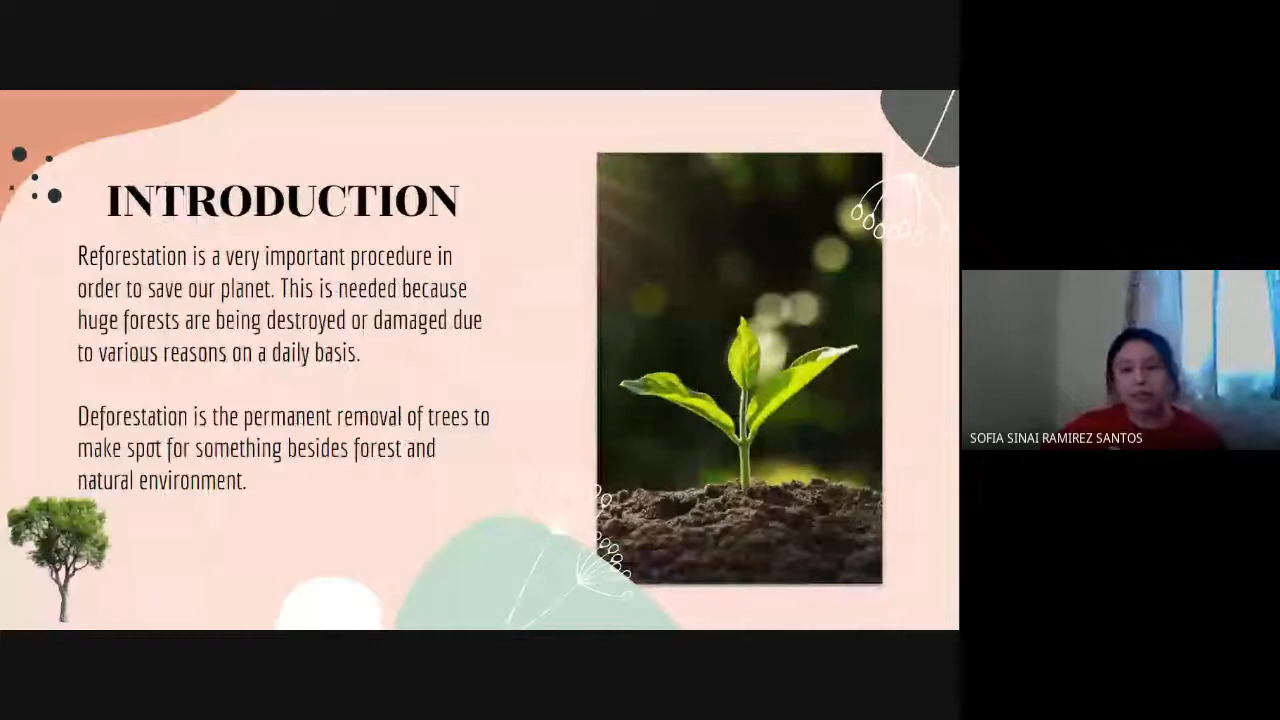 INTRODUCTION
Reforestation is a very important procedure in
order to save our planet. This is needed because
huge forests are being destroyed or damaged due
to various reasons on a daily basis.
Deforestation is the permanent removal of trees to
make spot for something besides forest and
natural environment.
SOFIA SINAI RAMIREZ SANTOS